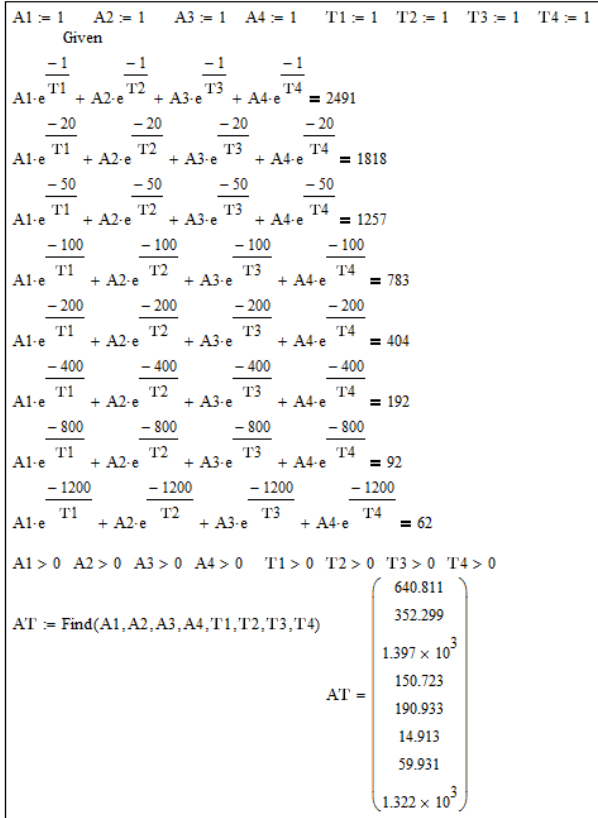 A1 := 1 A2 := 1 A3 := 1 A4 := 1 T1 := 1 T2 := 1 T3 := 1 T4 := 1
Given
A1·e^(-1/T1) + A2·e^(-1/T2) + A3·e^(-1/T3) + A4·e^(-1/T4) = 2491
A1·e^(-20/T1) + A2·e^(-20/T2) + A3·e^(-20/T3) + A4·e^(-20/T4) = 1818
A1·e^(-50/T1) + A2·e^(-50/T2) + A3·e^(-50/T3) + A4·e^(-50/T4) = 1257
A1·e^(-100/T1) + A2·e^(-100/T2) + A3·e^(-100/T3) + A4·e^(-100/T4) = 783
A1·e^(-200/T1) + A2·e^(-200/T2) + A3·e^(-200/T3) + A4·e^(-200/T4) = 404
A1·e^(-400/T1) + A2·e^(-400/T2) + A3·e^(-400/T3) + A4·e^(-400/T4) = 192
A1·e^(-800/T1) + A2·e^(-800/T2) + A3·e^(-800/T3) + A4·e^(-800/T4) = 92
A1·e^(-1200/T1) + A2·e^(-1200/T2) + A3·e^(-1200/T3) + A4·e^(-1200/T4) = 62
A1 > 0 A2 > 0 A3 > 0 A4 > 0 T1 > 0 T2 > 0 T3 > 0 T4 > 0
AT := Find(A1,A2,A3,A4,T1,T2,T3,T4)
AT =
640.811
352.299
1.397 × 10^3
150.723
190.933
14.913
59.931
1.322 × 10^3